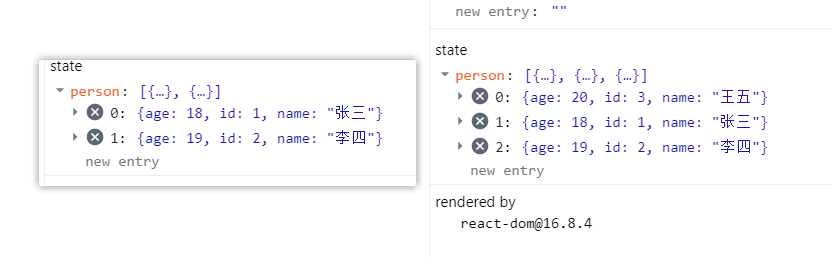 state
person: [{…}, {…}]
0: {age: 18, id: 1, name: "张三"}
1: {age: 19, id: 2, name: "李四"}
new entry
new entry: ""
state
person: [{…}, {…}, {…}]
0: {age: 20, id: 3, name: "王五"}
1: {age: 18, id: 1, name: "张三"}
2: {age: 19, id: 2, name: "李四"}
new entry
rendered by
react-dom@16.8.4